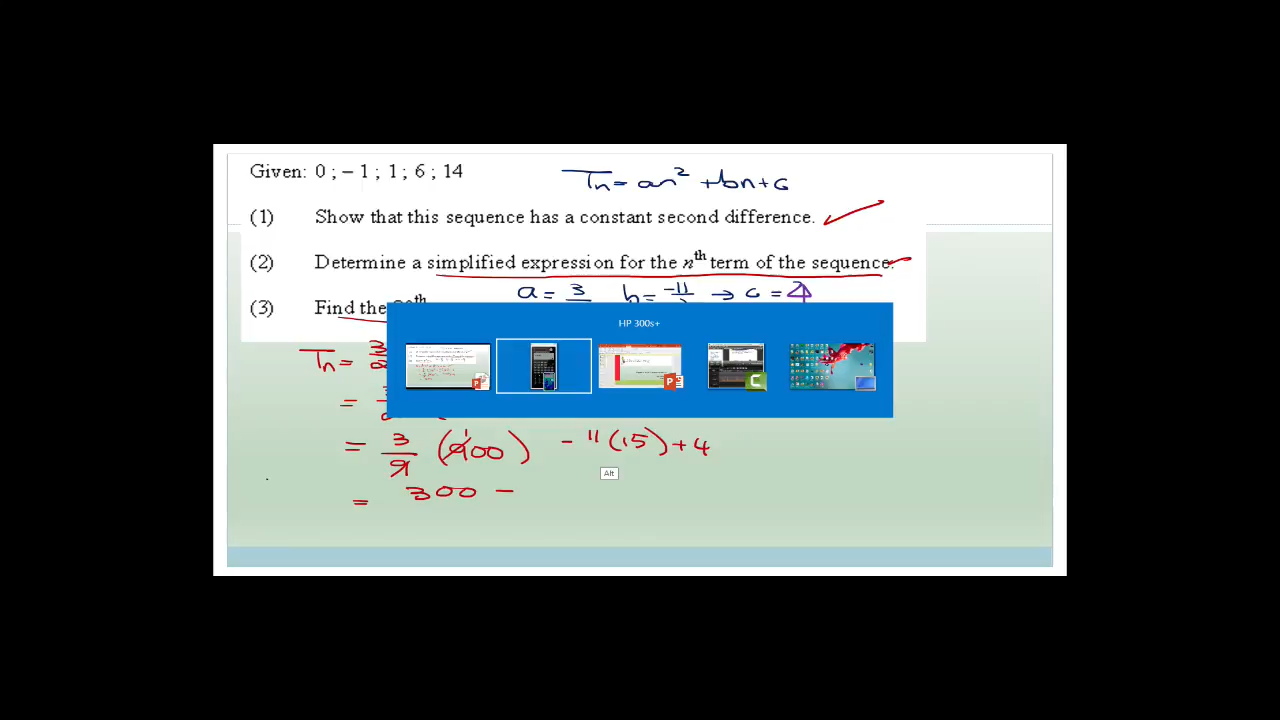 Given: 0 ; – 1 ; 1 ; 6 ; 14
Tn = an² + bn + c
(1) Show that this sequence has a constant second difference.
(2) Determine a simplified expression for the nth term of the sequence.
a = 3 b = -11 → c = 4
(3) Find the
HP 300s+
Tn = 3
=
= 3/9 (900) - 11(15) + 4
Alt
= 300 -